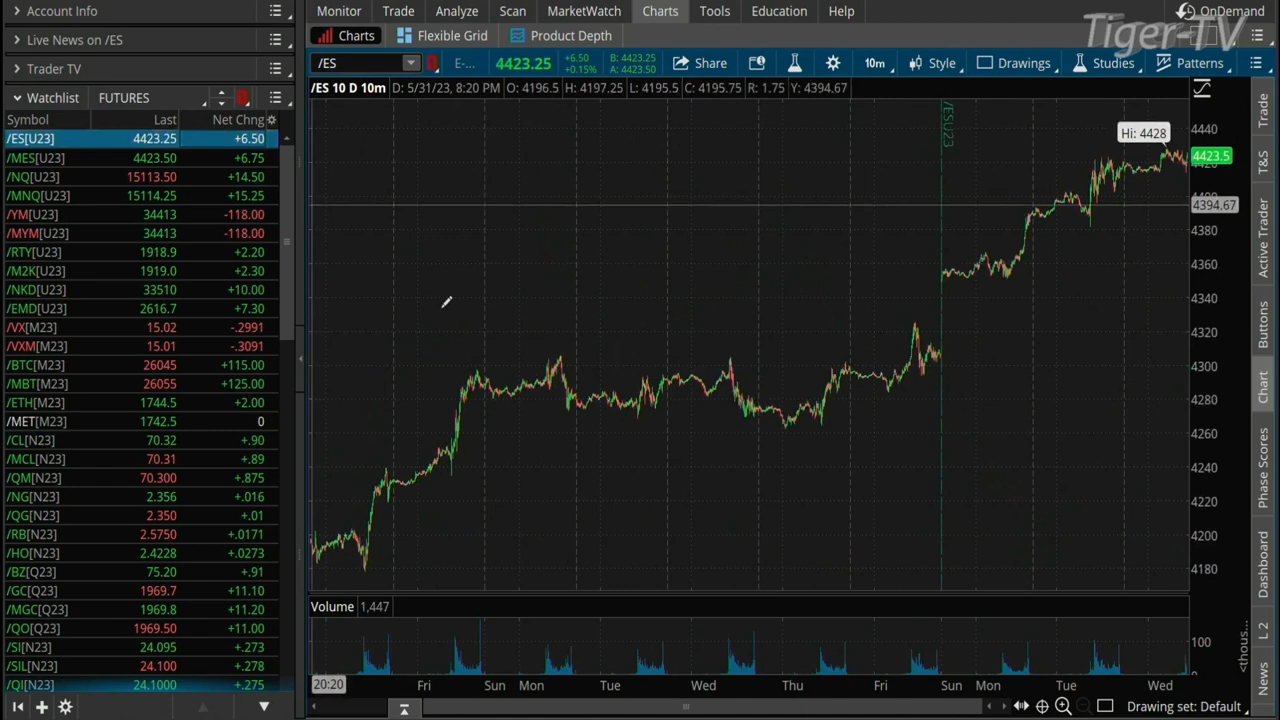 Account Info
Live News on /ES
Trader TV
Watchlist FUTURES
Symbol Last Net Chng
/ES[U23] 4423.25 +6.50
/MES[U23] 4423.50 +6.75
/NQ[U23] 15113.50 +14.50
/MNQ[U23] 15114.25 +15.25
/YM[U23] 34413 -118.00
/MYM[U23] 34413 -118.00
/RTY[U23] 1918.9 +2.20
/M2K[U23] 1919.0 +2.30
/NKD[U23] 33510 +10.00
/EMD[U23] 2616.7 +7.30
/VX[M23] 15.02 -.2991
/VXM[M23] 15.01 -.3091
/BTC[M23] 26045 +115.00
/MBT[M23] 26055 +125.00
/ETH[M23] 1744.5 +2.00
/MET[M23] 1742.5 0
/CL[N23] 70.32 +.90
/MCL[N23] 70.31 +.89
/QM[N23] 70.300 +.875
/NG[N23] 2.356 +.016
/QG[N23] 2.350 +.01
/RB[N23] 2.5750 +.0171
/HO[N23] 2.4228 +.0273
/BZ[Q23] 75.20 +.91
/GC[Q23] 1969.7 +11.10
/MGC[Q23] 1969.8 +11.20
/QO[Q23] 1969.50 +11.00
/SI[N23] 24.095 +.273
/SIL[N23] 24.100 +.278
/QI[N23] 24.1000 +.275
Monitor Trade Analyze Scan MarketWatch Charts Tools Education Help OnDemand
Tiger-TV
Charts Flexible Grid Product Depth
/ES E-... 4423.25 +6.50 +0.15% B: 4423.25 A: 4423.50 Share 10m Style Drawings Studies Patterns
/ES 10 D 10m D: 5/31/23, 8:20 PM O: 4196.5 H: 4197.25 L: 4195.5 C: 4195.75 R: 1.75 Y: 4394.67
/ESU23
Hi: 4428
4440
4423.5
4420
4400
4394.67
4380
4360
4340
4320
4300
4280
4260
4240
4220
4200
4180
Volume 1,447
100
<thous...
20:20 Fri Sun Mon Tue Wed Thu Fri Sun Mon Tue Wed
Drawing set: Default
Trade
T&S
Active Trader
Buttons
Chart
Phase Scores
Dashboard
L 2
News